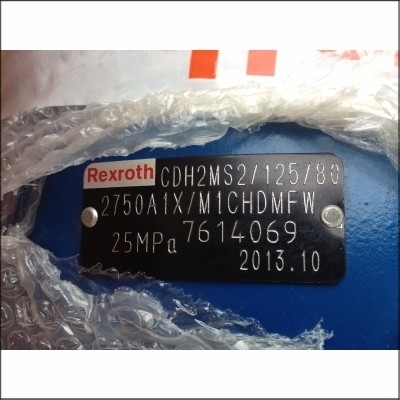 Rexroth CDH2MS2/125/80
2750A1X/M1CHDMFW
25MPa 7614069
2013.10